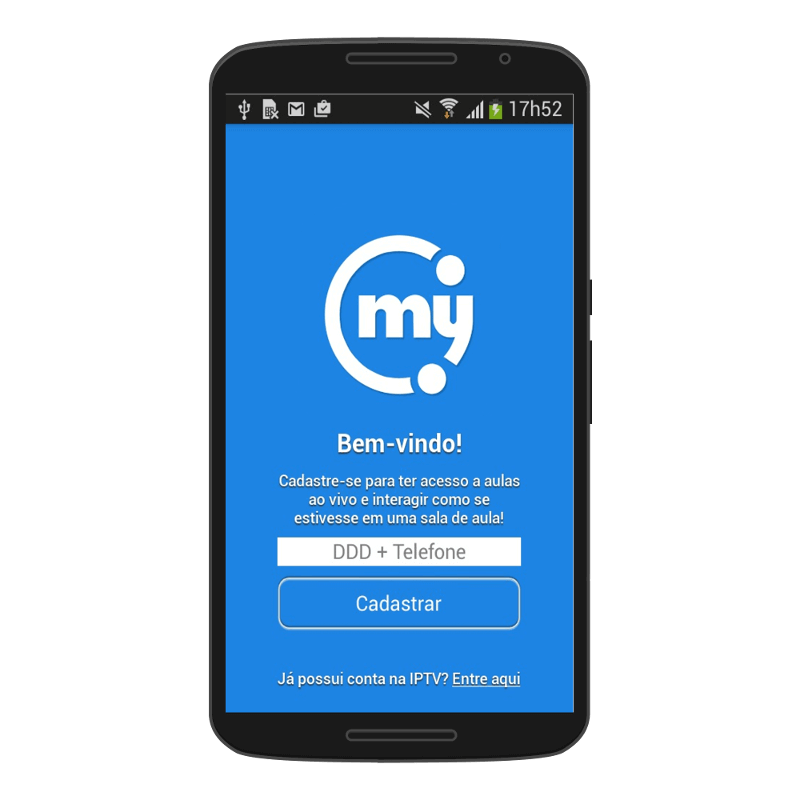 17h52
my
Bem-vindo!
Cadastre-se para ter acesso a aulas
ao vivo e interagir como se
estivesse em uma sala de aula!
DDD + Telefone
Cadastrar
Já possui conta na IPTV? Entre aqui